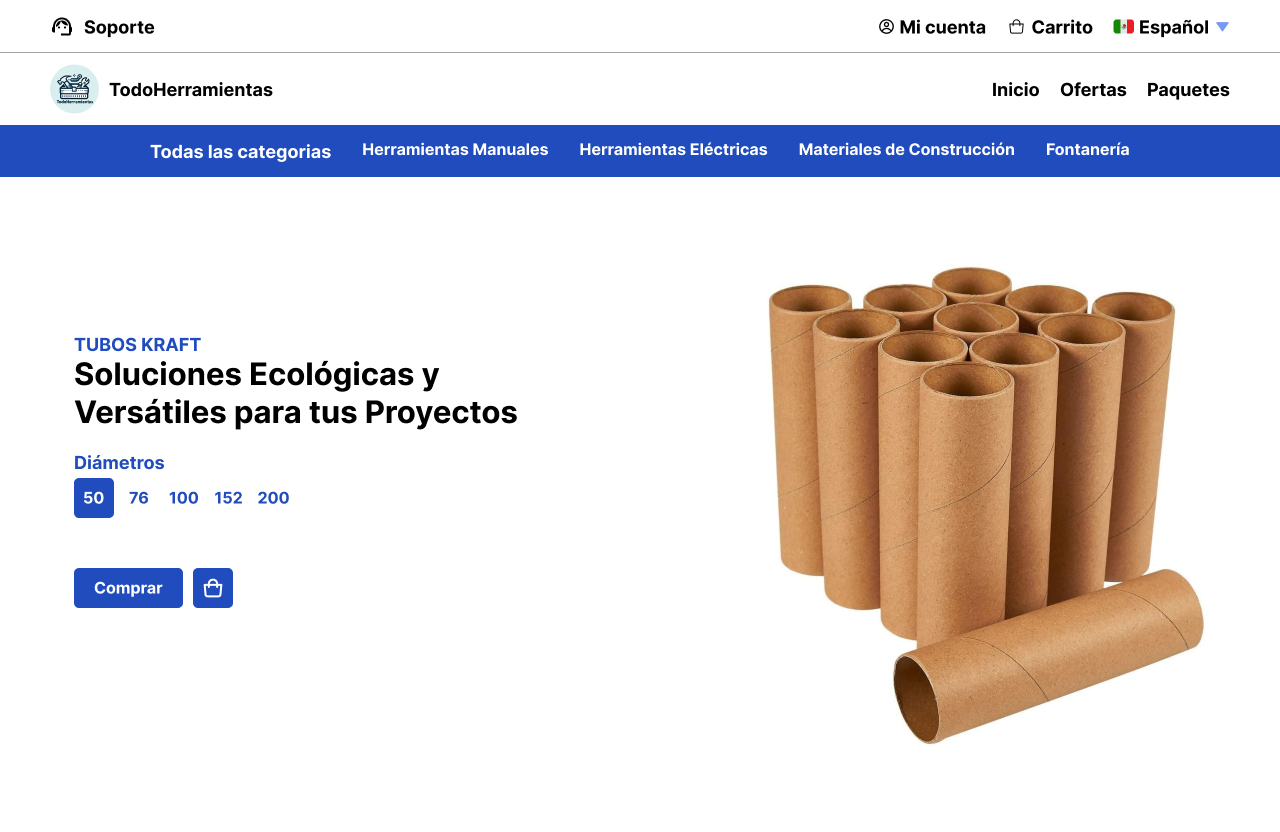 Soporte
Mi cuenta
Carrito
Español
TodoHerramientas
TodoHerramientas
Inicio
Ofertas
Paquetes
Todas las categorias
Herramientas Manuales
Herramientas Eléctricas
Materiales de Construcción
Fontanería
TUBOS KRAFT
Soluciones Ecológicas y
Versátiles para tus Proyectos
Diámetros
50 76 100 152 200
Comprar